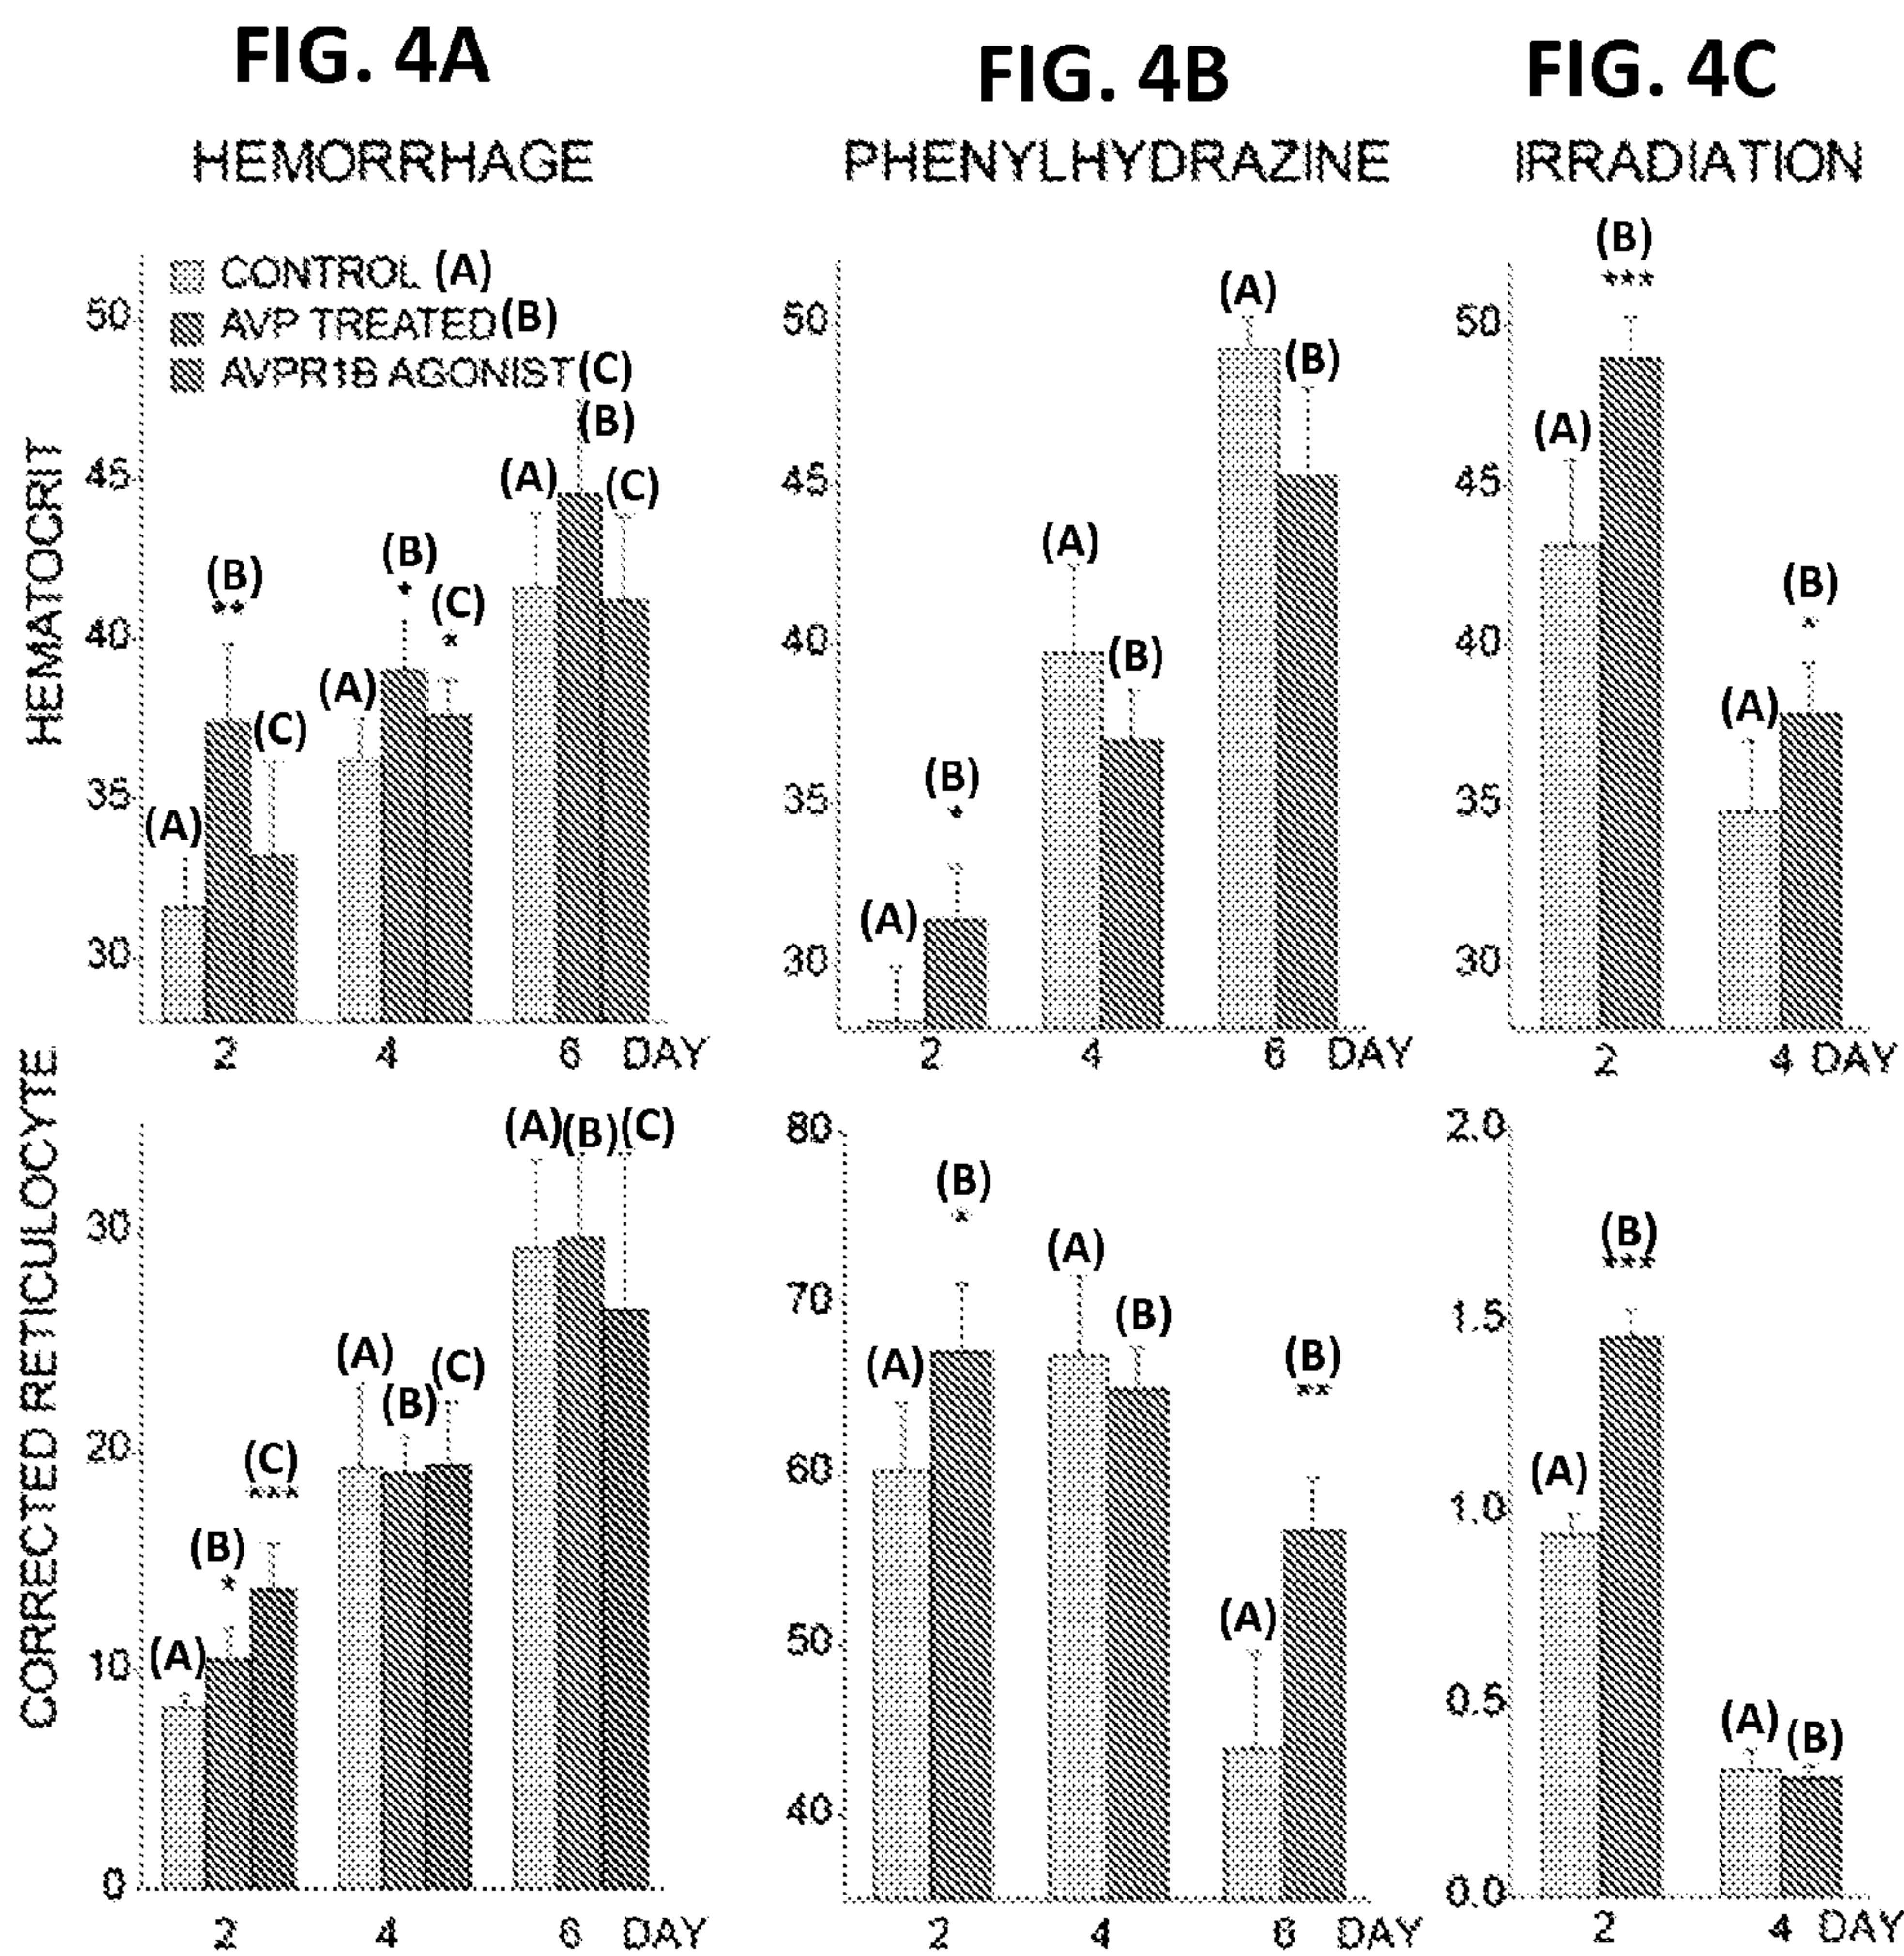 FIG. 4A
FIG. 4B
FIG. 4C
HEMORRHAGE
PHENYLHYDRAZINE
IRRADIATION
CONTROL (A)
AVP TREATED (B)
AVPR1B AGONIST (C)
HEMATOCRIT
50
45
40
35
30
(A)
(B)
**
(C)
(A)
(B)
*
(C)
*
(A)
(B)
(C)
2 4 6 DAY
50
45
40
35
30
(A)
(B)
*
(A)
(B)
(A)
(B)
2 4 6 DAY
50
45
40
35
30
(A)
(B)
***
(A)
(B)
*
2 4 DAY
CORRECTED RETICULOCYTE
30
20
10
0
(A)
(B)
*
(C)
***
(A)
(B)
(C)
(A) (B) (C)
2 4 6 DAY
80
70
60
50
40
(A)
(B)
*
(A)
(B)
(A)
(B)
**
2 4 6 DAY
2.0
1.5
1.0
0.5
0.0
(A)
(B)
***
(A)
(B)
2 4 DAY